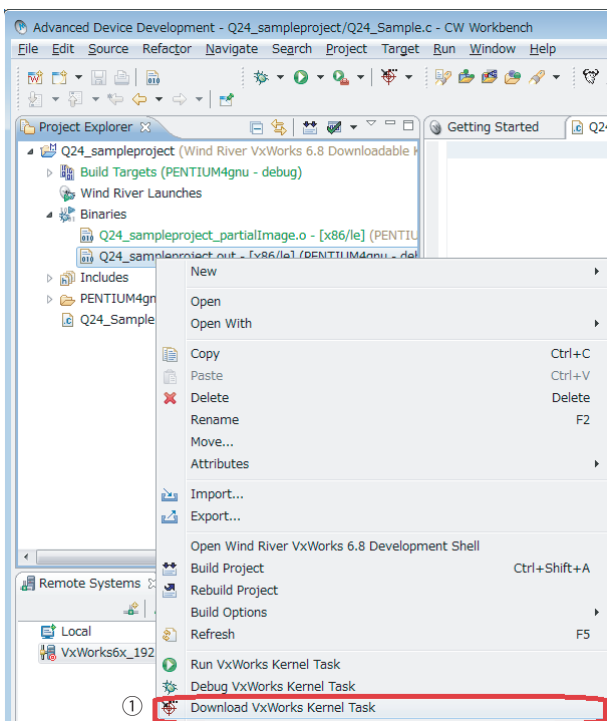 Advanced Device Development - Q24_sampleproject/Q24_Sample.c - CW Workbench
File Edit Source Refactor Navigate Search Project Target Run Window Help
Project Explorer
Getting Started
Q24_sampleproject (Wind River VxWorks 6.8 Downloadable
Build Targets (PENTIUM4gnu - debug)
Wind River Launches
Binaries
Q24_sampleproject_partialImage.o - [x86/le] (PENTIU
Q24_sampleproject.out - [x86/le] (PENTIUM4gnu - de
Includes
PENTIUM4gn
Q24_Sample
New
Open
Open With
Copy Ctrl+C
Paste Ctrl+V
Delete Delete
Rename F2
Move...
Attributes
Import...
Export...
Open Wind River VxWorks 6.8 Development Shell
Build Project Ctrl+Shift+A
Rebuild Project
Build Options
Refresh F5
Run VxWorks Kernel Task
Debug VxWorks Kernel Task
① Download VxWorks Kernel Task
Remote Systems
Local
VxWorks6x_192